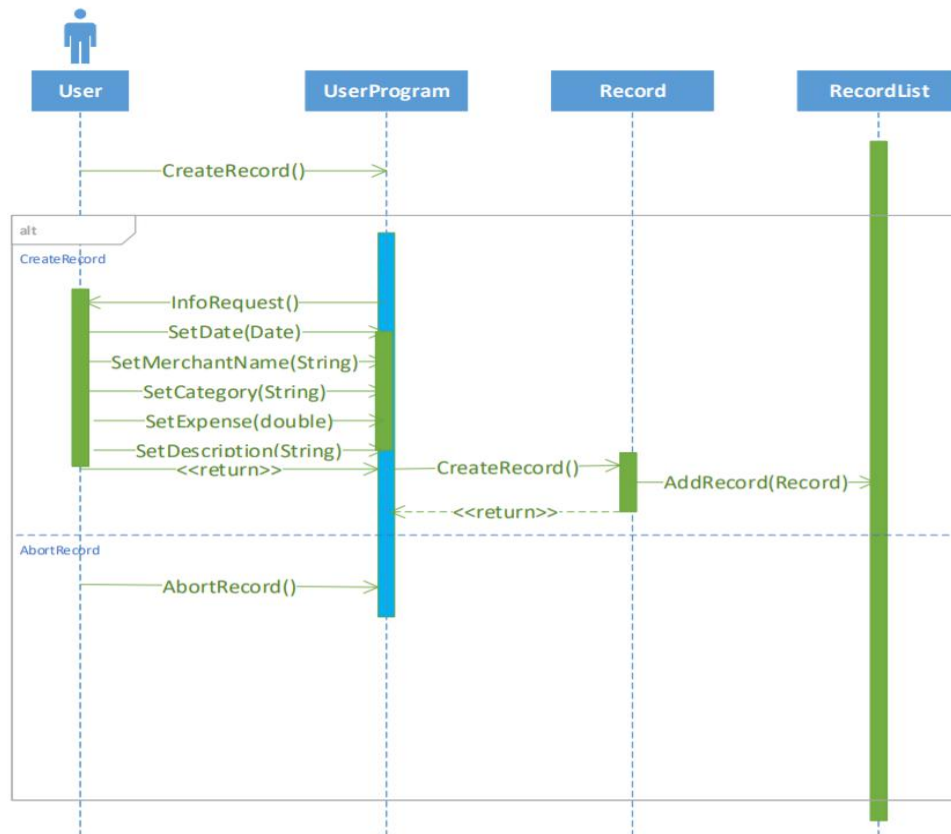 User
UserProgram
Record
RecordList
CreateRecord()
alt
CreateRecord
InfoRequest()
SetDate(Date)
SetMerchantName(String)
SetCategory(String)
SetExpense(double)
SetDescription(String)
<<return>>
CreateRecord()
AddRecord(Record)
<<return>>
AbortRecord
AbortRecord()